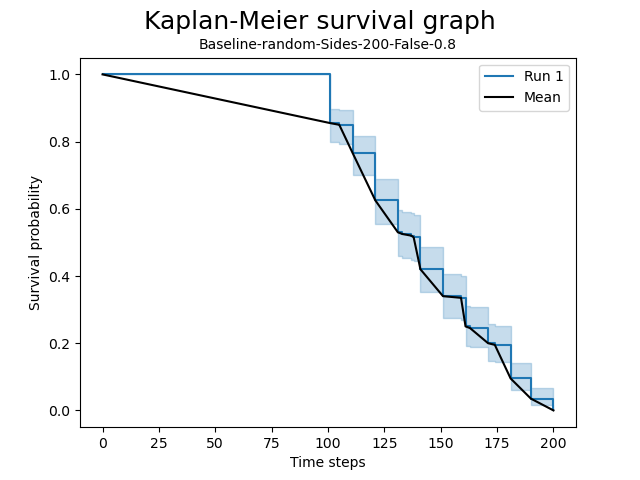 Kaplan-Meier survival graph
Baseline-random-Sides-200-False-0.8
Run 1
Mean
Survival probability
1.0
0.8
0.6
0.4
0.2
0.0
0 25 50 75 100 125 150 175 200
Time steps